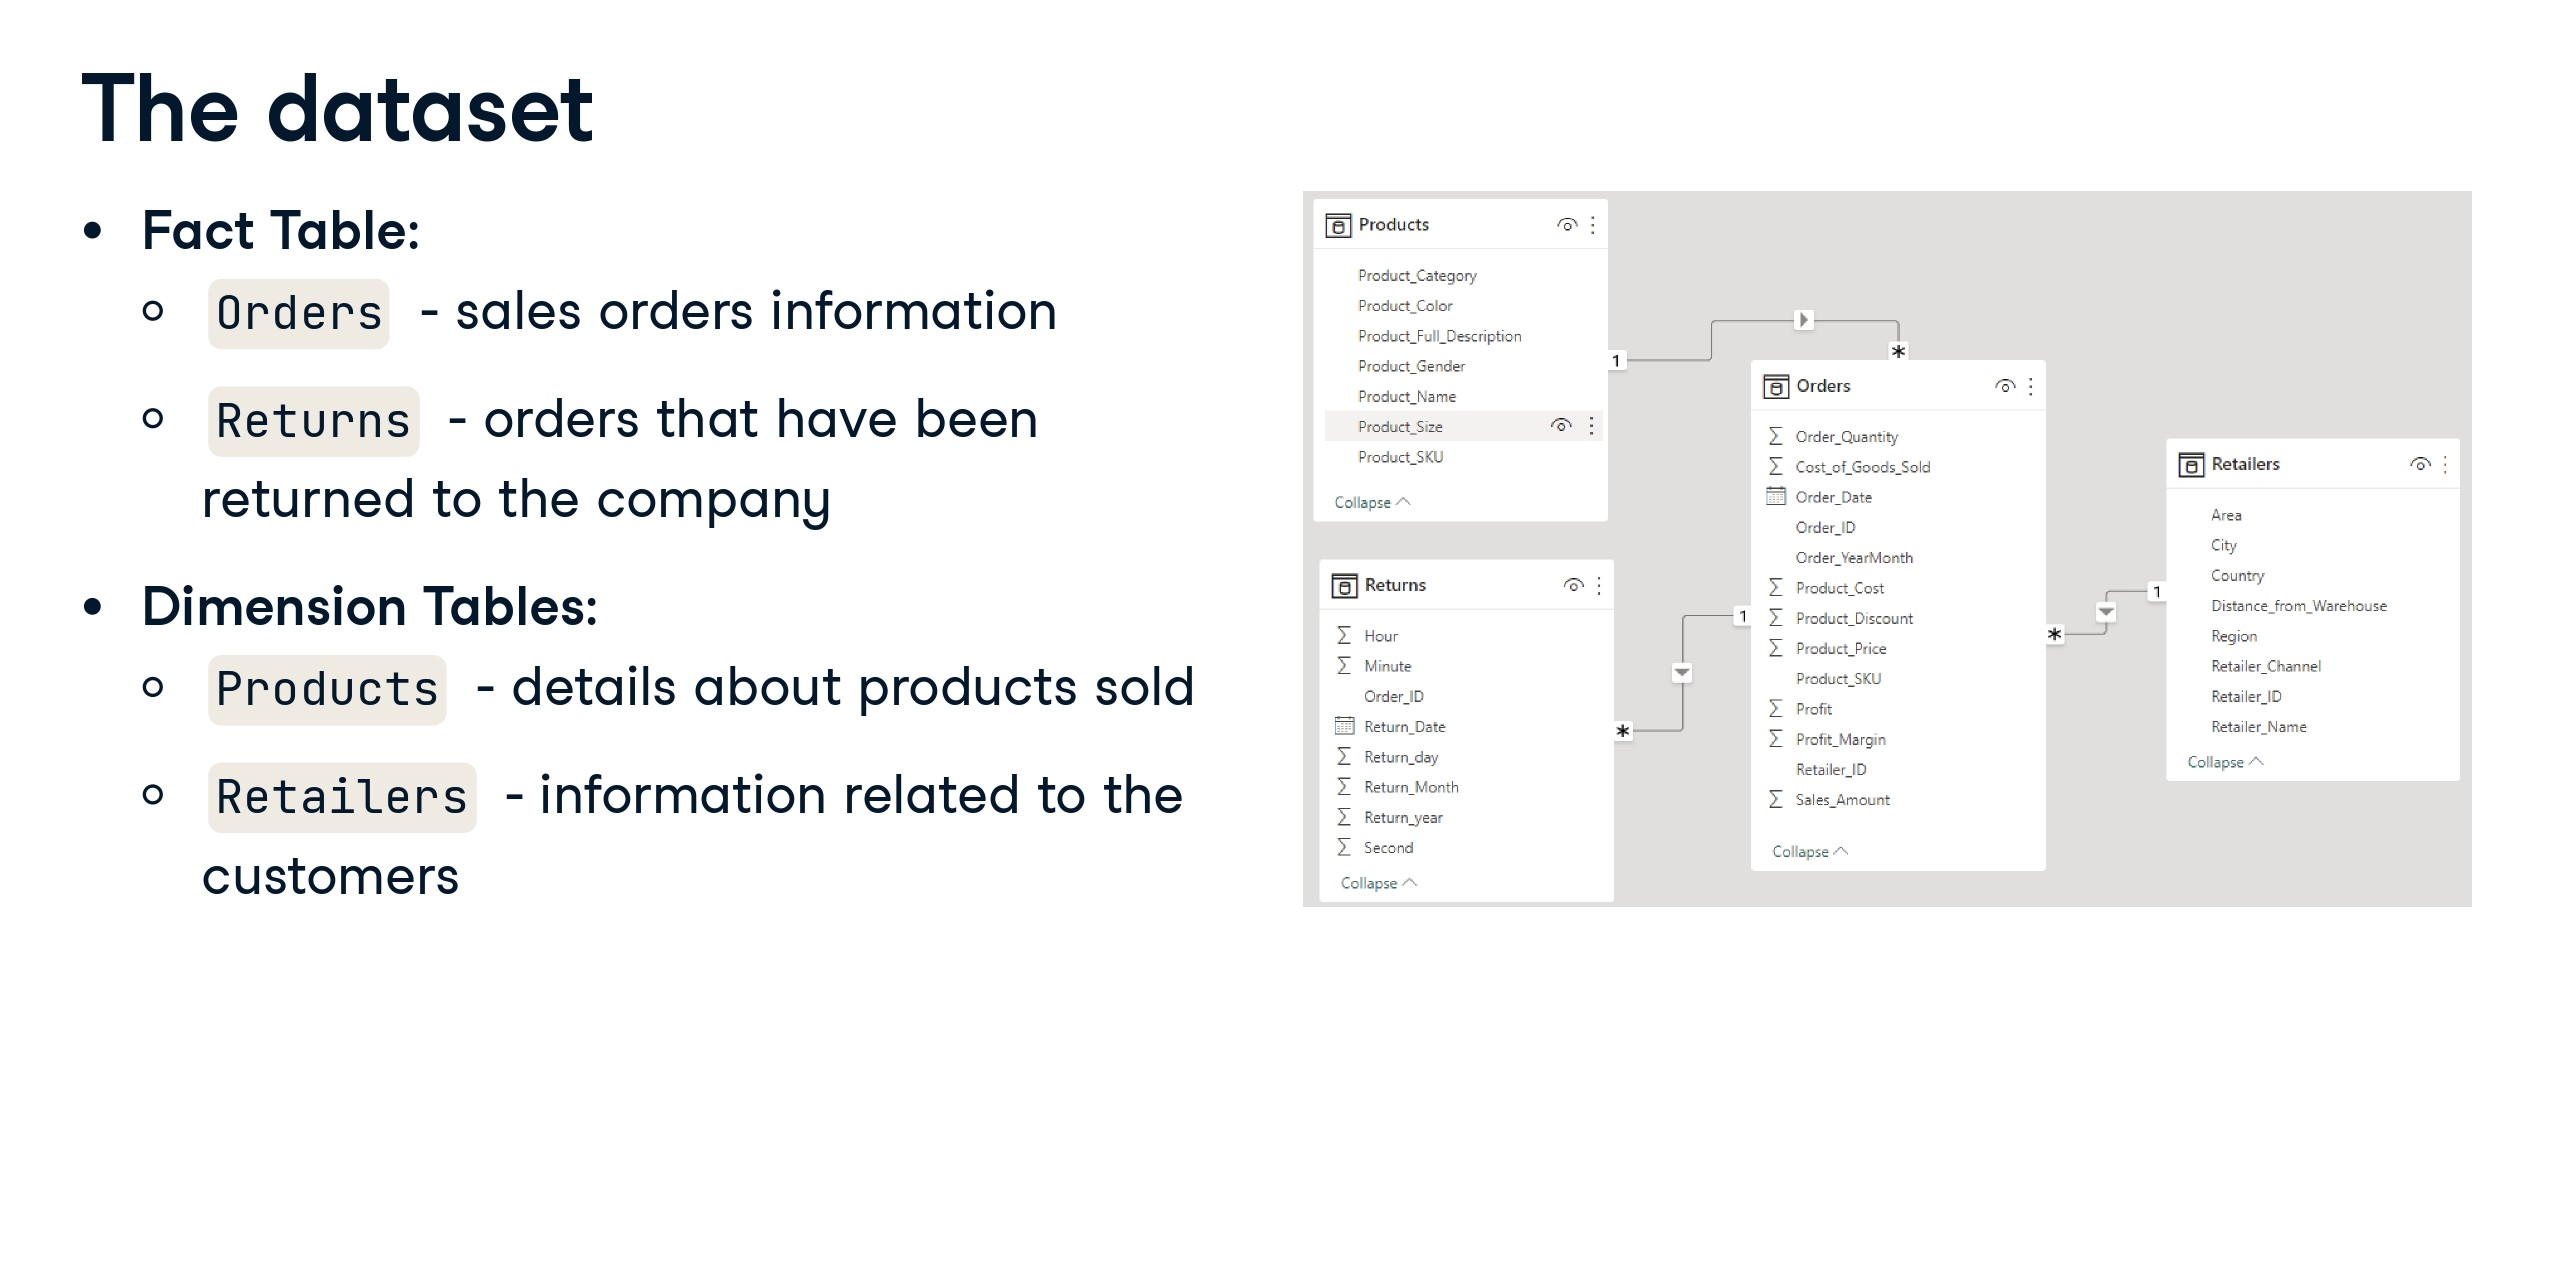 The dataset
• Fact Table:
○ Orders - sales orders information
○ Returns - orders that have been
returned to the company
• Dimension Tables:
○ Products - details about products sold
○ Retailers - information related to the
customers
Products
Product_Category
Product_Color
Product_Full_Description
Product_Gender
Product_Name
Product_Size
Product_SKU
Collapse
1
*
Returns
Hour
Minute
Order_ID
Return_Date
Return_day
Return_Month
Return_year
Second
Collapse
*
1
Orders
Order_Quantity
Cost_of_Goods_Sold
Order_Date
Order_ID
Order_YearMonth
Product_Cost
Product_Discount
Product_Price
Product_SKU
Profit
Profit_Margin
Retailer_ID
Sales_Amount
Collapse
*
1
Retailers
Area
City
Country
Distance_from_Warehouse
Region
Retailer_Channel
Retailer_ID
Retailer_Name
Collapse